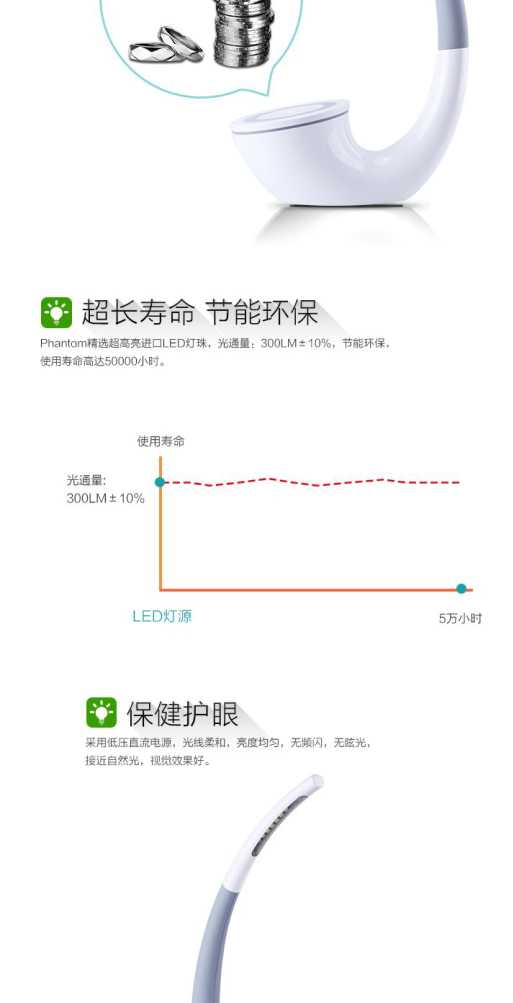 超长寿命 节能环保
Phantom精选超高亮进口LED灯珠，光通量：300LM±10%，节能环保，
使用寿命高达50000小时。
使用寿命
光通量:
300LM±10%
LED灯源
5万小时
保健护眼
采用低压直流电源，光线柔和，亮度均匀，无频闪，无眩光，
接近自然光，视觉效果好。